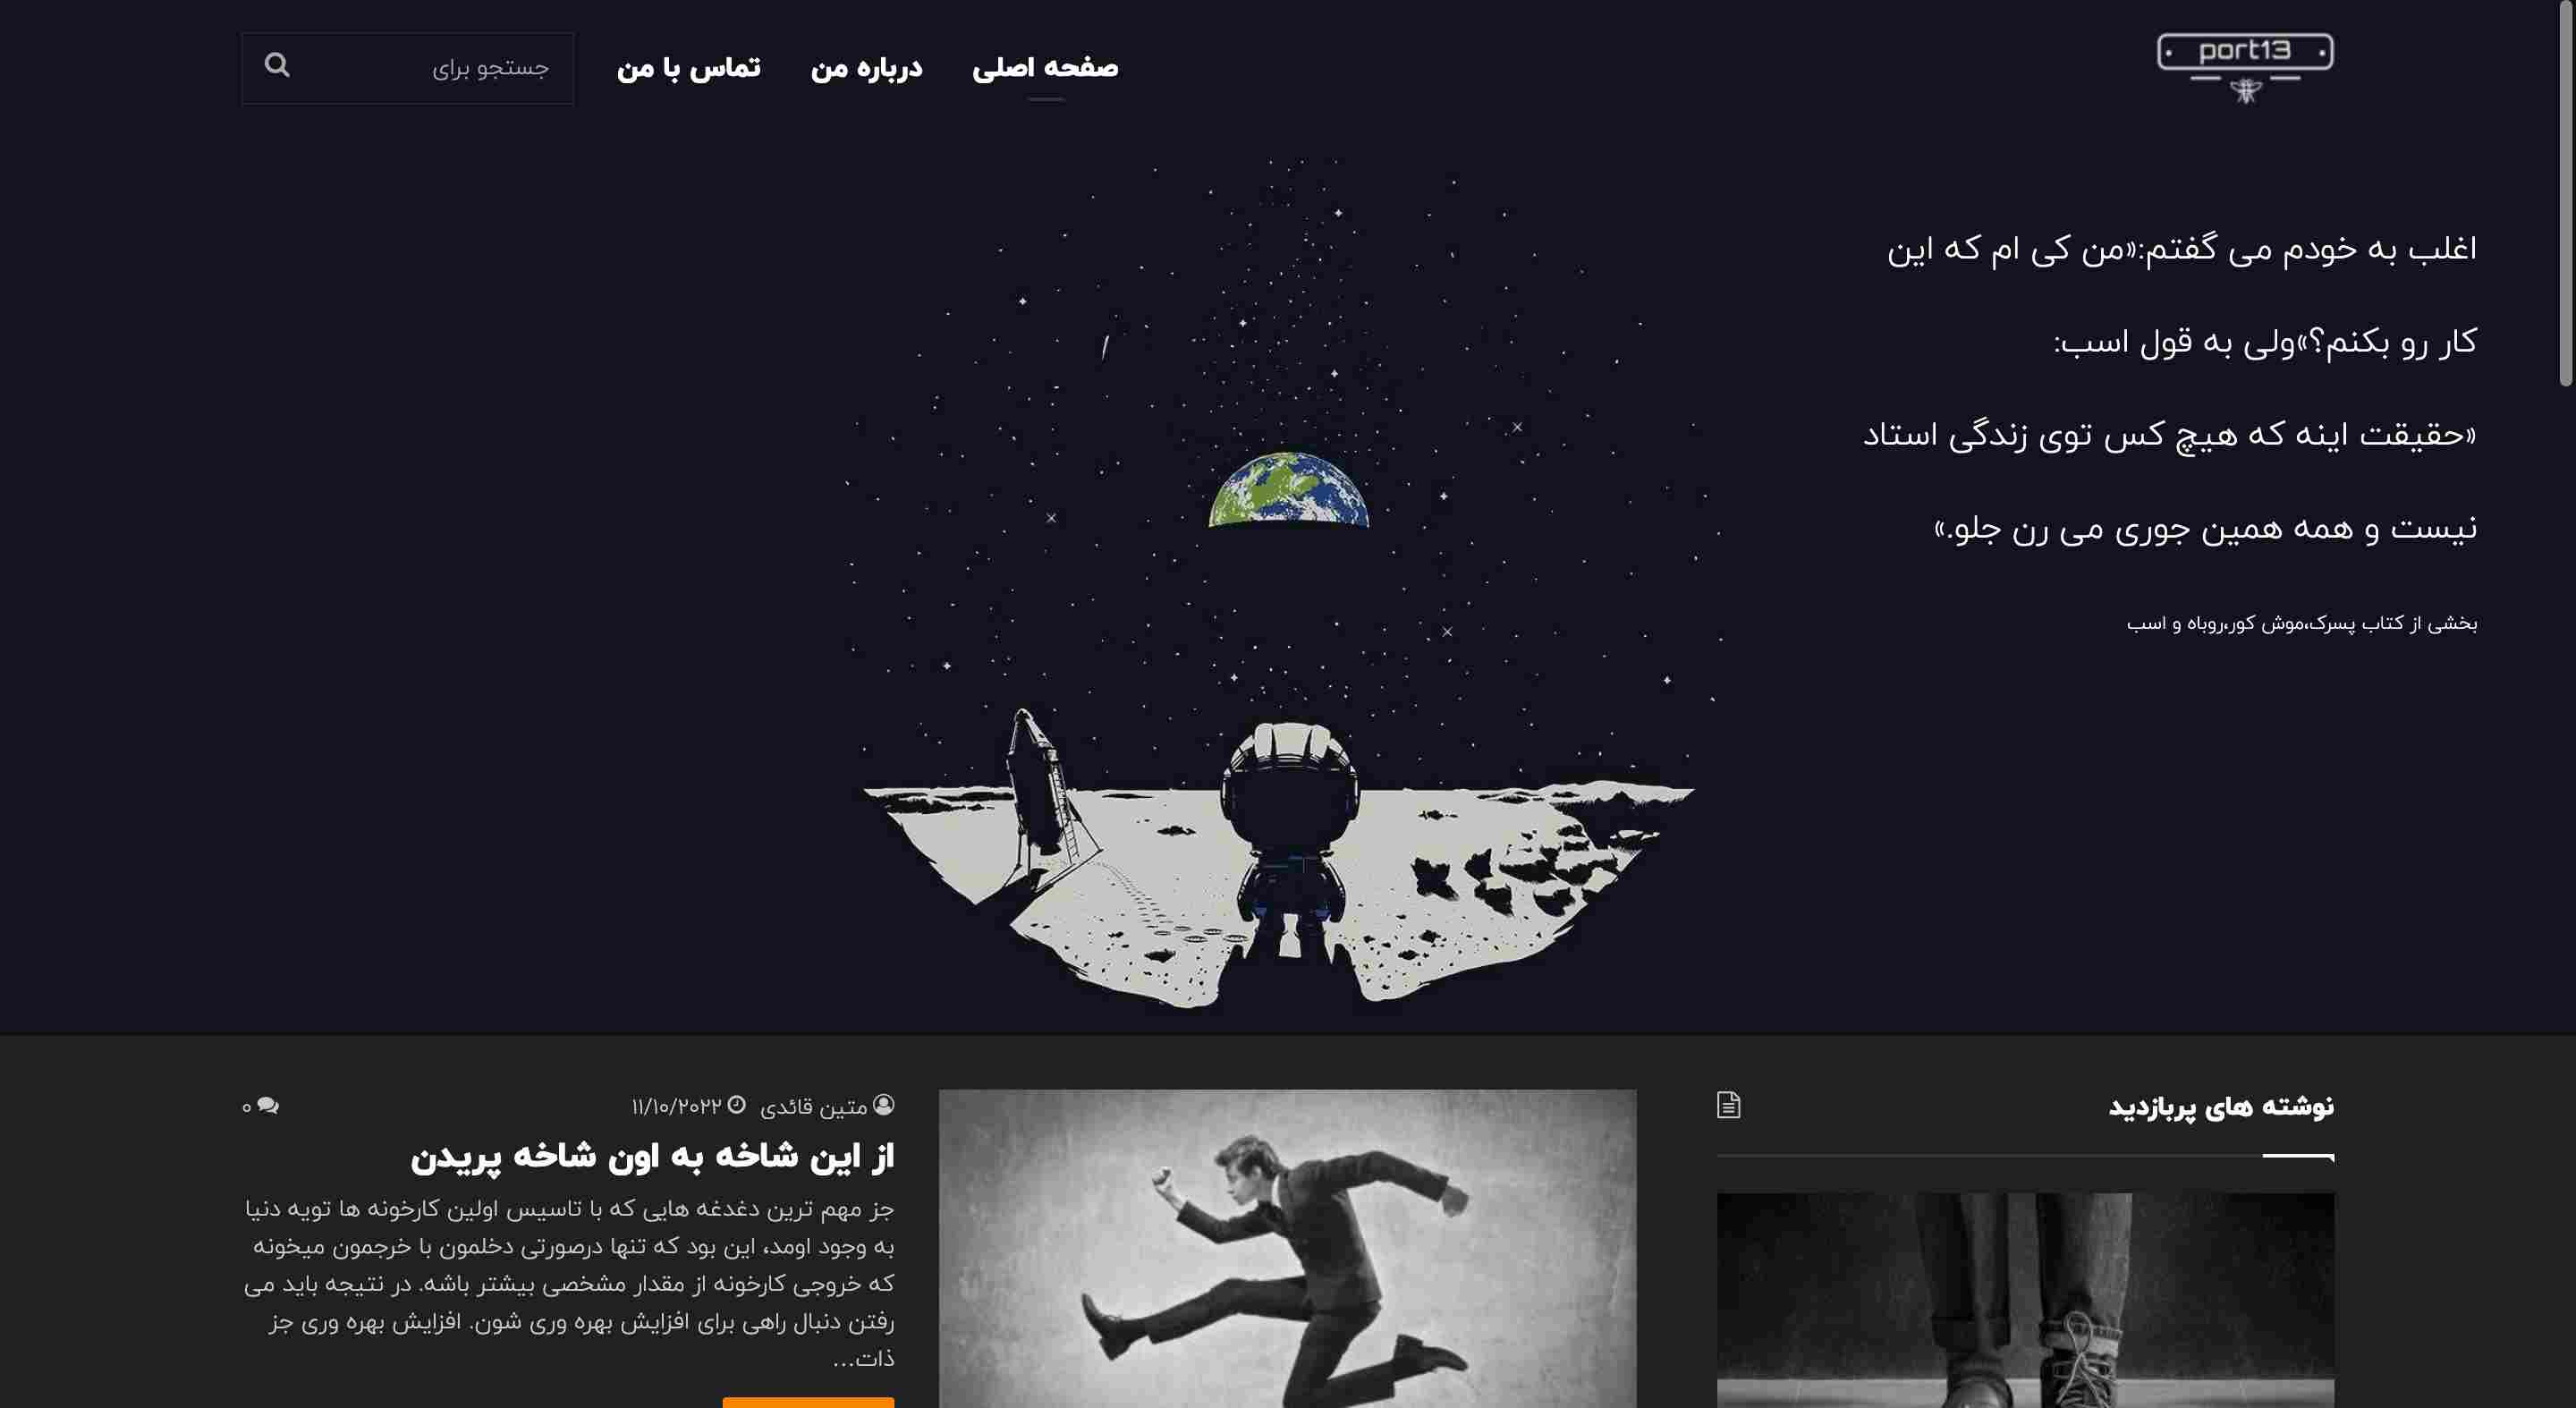 port13
صفحه اصلی
درباره من
تماس با من
جستجو برای
اغلب به خودم می گفتم:«من کی ام که این
کار رو بکنم؟»ولی به قول اسب:
«حقیقت اینه که هیچ کس توی زندگی استاد
نیست و همه همین جوری می رن جلو.»
بخشی از کتاب پسرک،موش کور،روباه و اسب
نوشته های پربازدید
متین قائدی
۱۱/۱۰/۲۰۲۲
۰
از این شاخه به اون شاخه پریدن
جز مهم ترین دغدغه هایی که با تاسیس اولین کارخونه ها تویه دنیا
به وجود اومد، این بود که تنها درصورتی دخلمون با خرجمون میخونه
که خروجی کارخونه از مقدار مشخصی بیشتر باشه. در نتیجه باید می
رفتن دنبال راهی برای افزایش بهره وری شون. افزایش بهره وری جز
ذات...